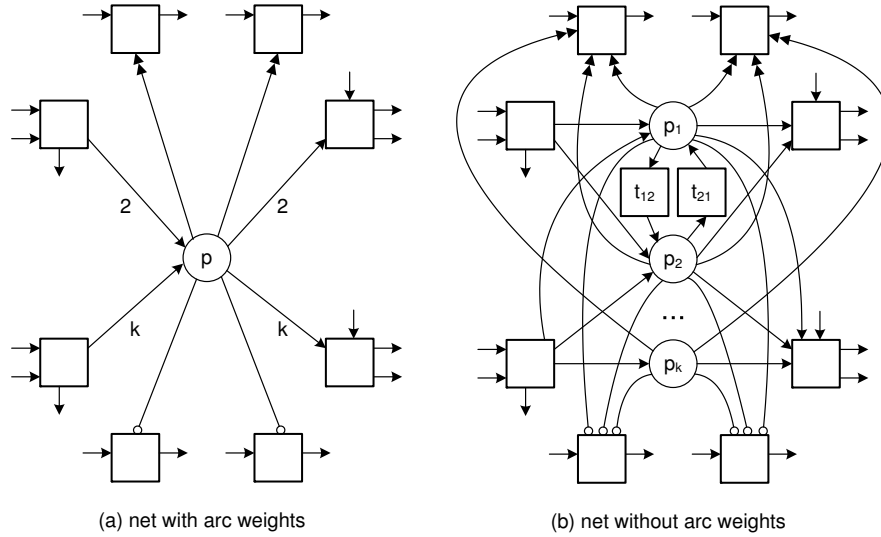 2
2
p
k
k
(a) net with arc weights
p1
t12
t21
p2
...
pk
(b) net without arc weights